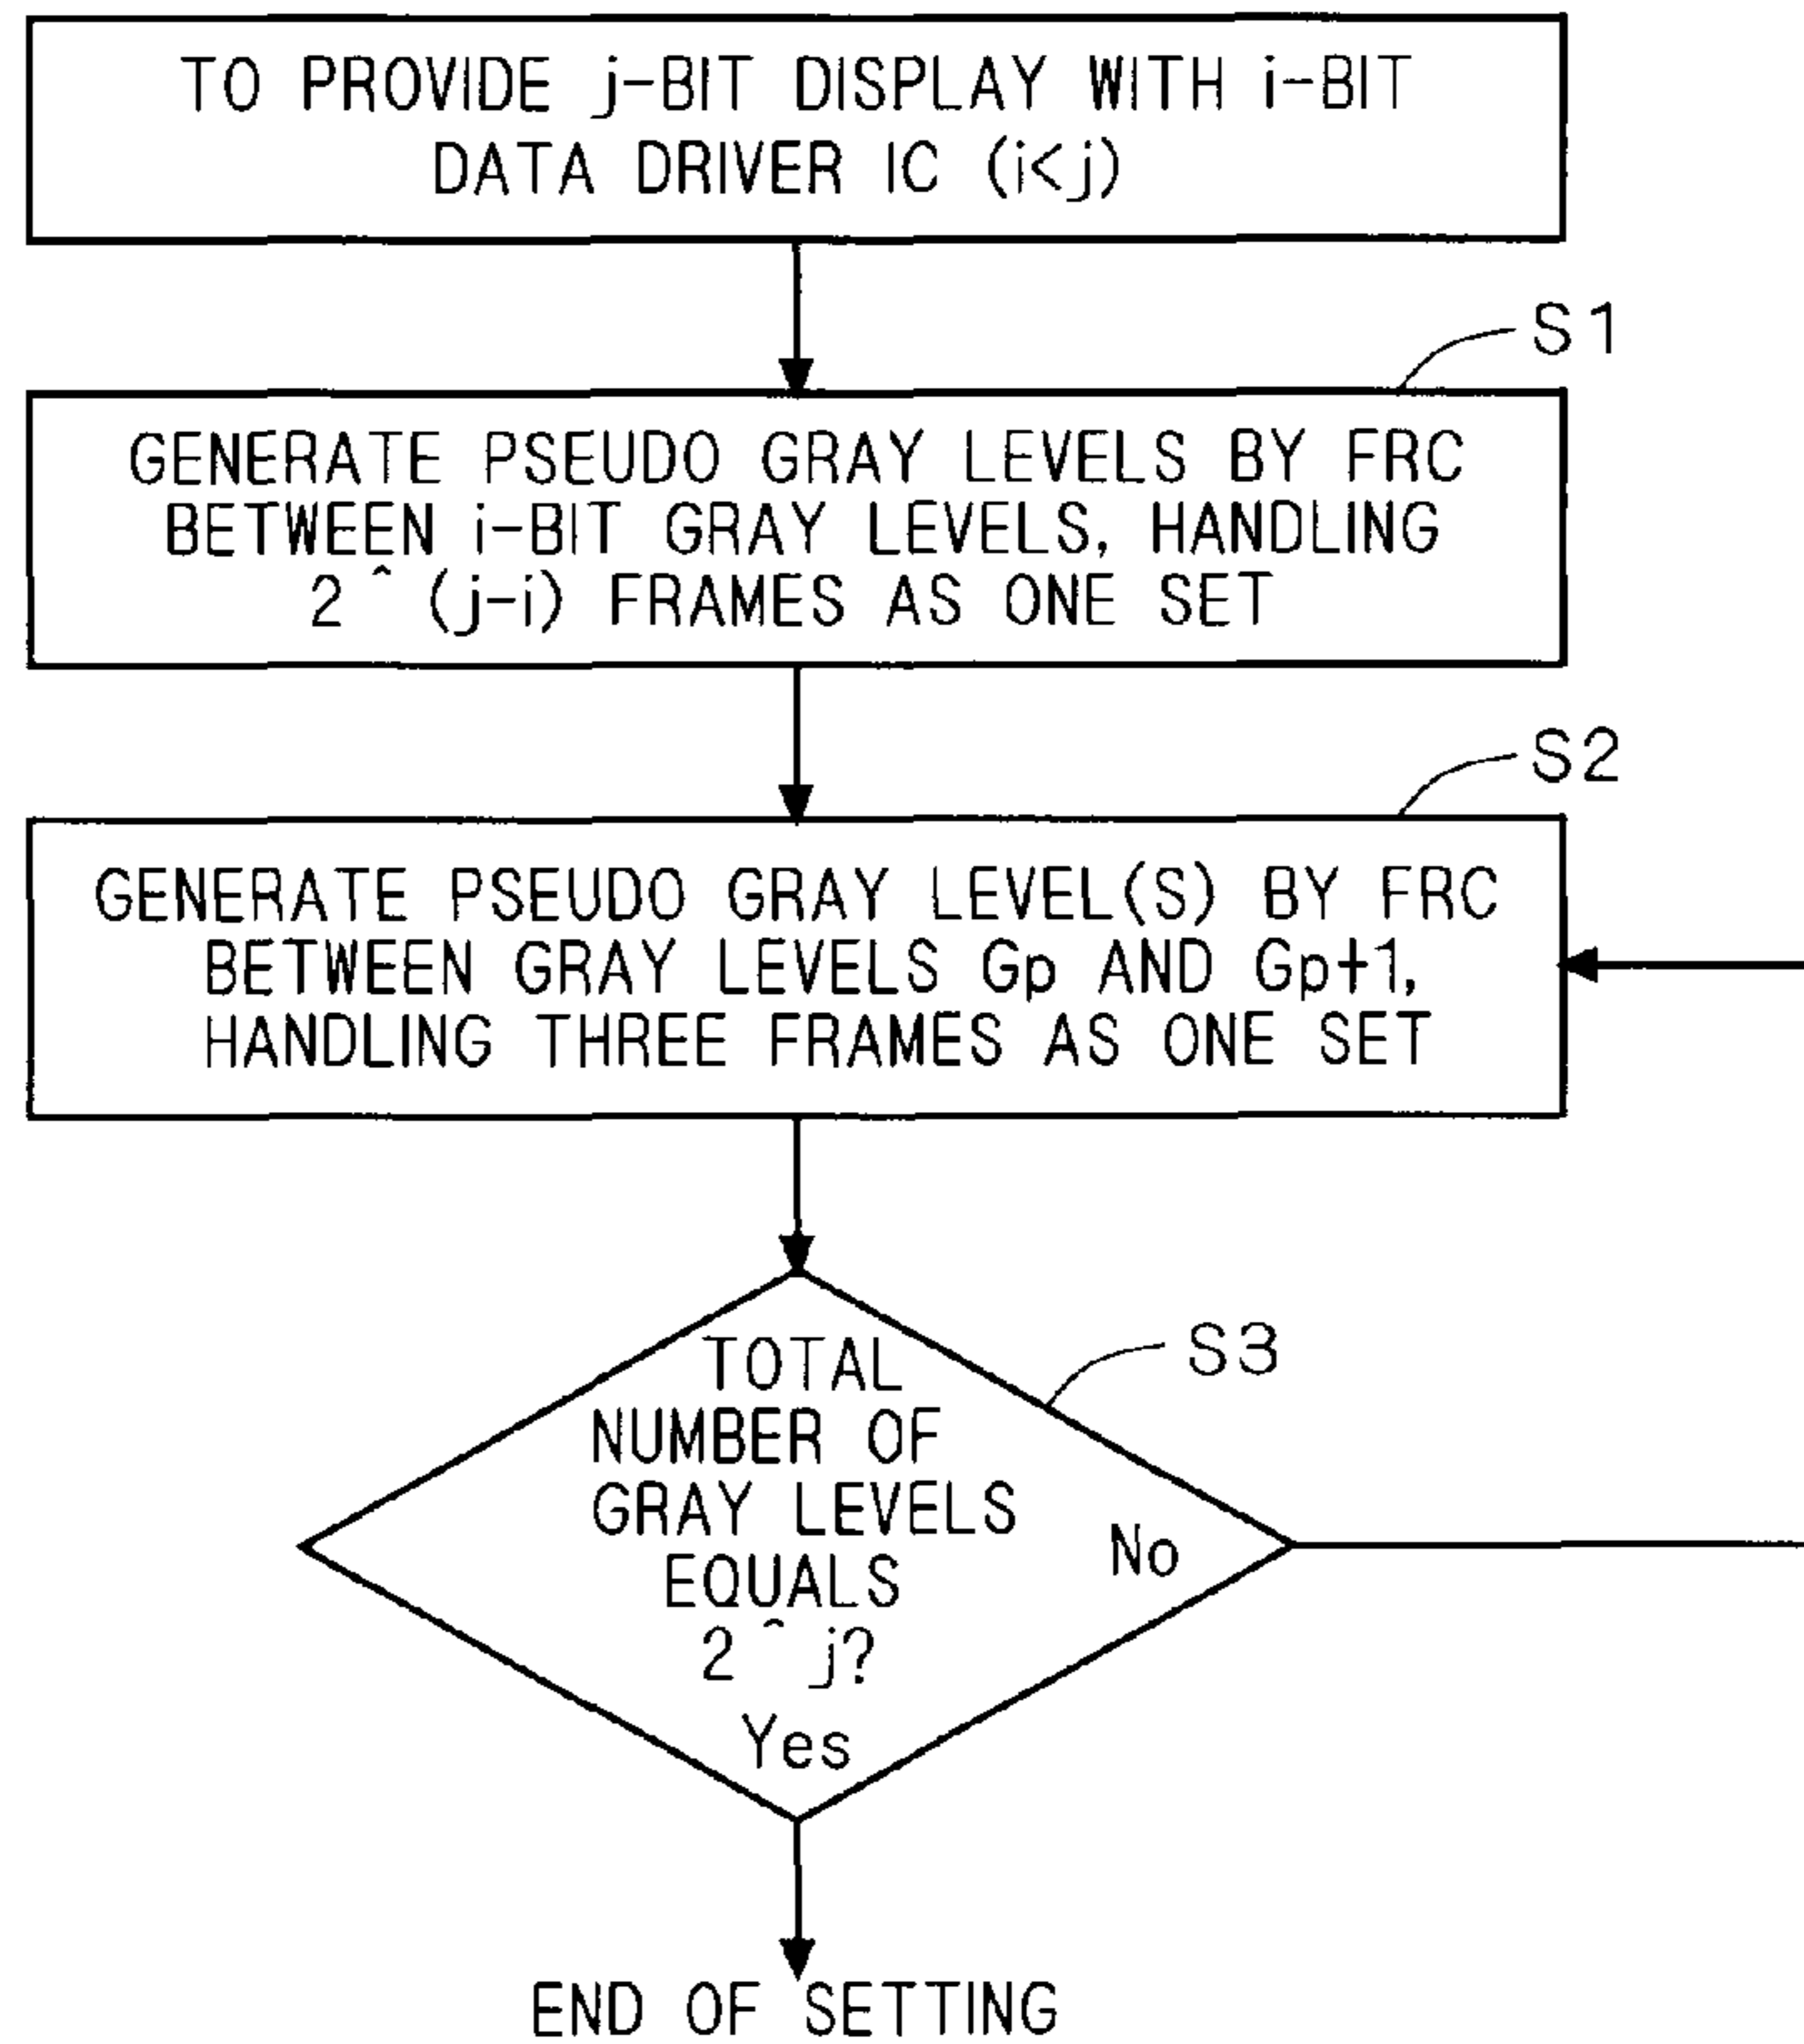 TO PROVIDE j-BIT DISPLAY WITH i-BIT
DATA DRIVER IC (i<j)
S1
GENERATE PSEUDO GRAY LEVELS BY FRC
BETWEEN i-BIT GRAY LEVELS, HANDLING
2^(j-i) FRAMES AS ONE SET
S2
GENERATE PSEUDO GRAY LEVEL(S) BY FRC
BETWEEN GRAY LEVELS Gp AND Gp+1,
HANDLING THREE FRAMES AS ONE SET
S3
TOTAL
NUMBER OF
GRAY LEVELS
EQUALS
2^j?
No
Yes
END OF SETTING